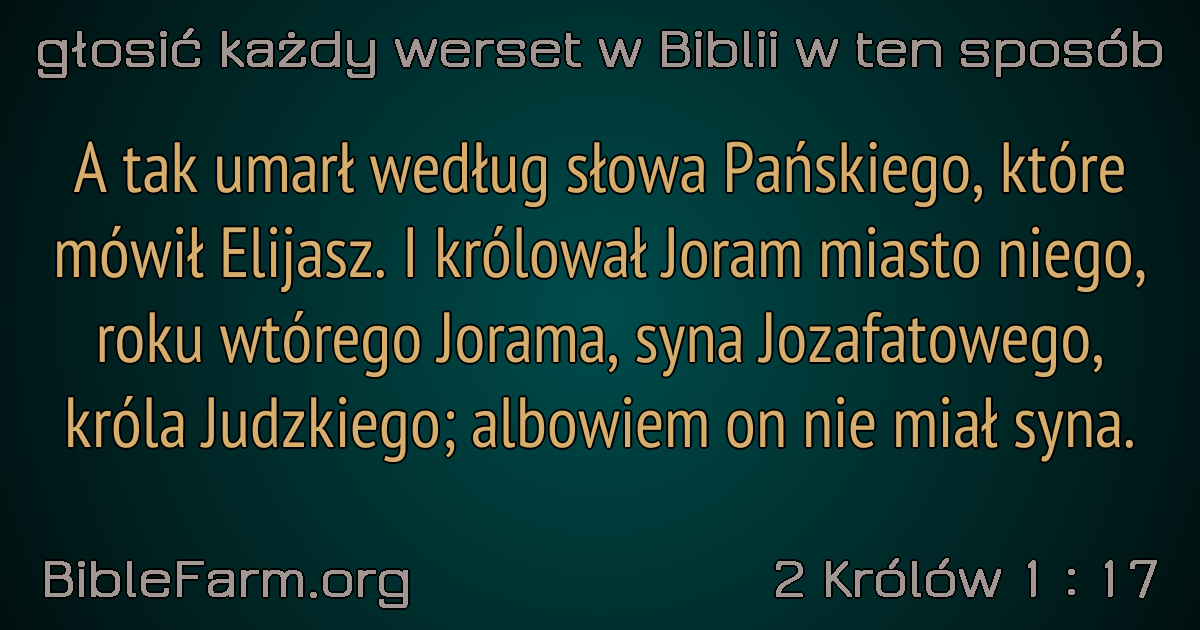 głosić każdy werset w Biblii w ten sposób
A tak umarł według słowa Pańskiego, które
mówił Elijasz. I królował Joram miasto niego,
roku wtórego Jorama, syna Jozafatowego,
króla Judzkiego; albowiem on nie miał syna.
BibleFarm.org
2 Królów 1 : 17